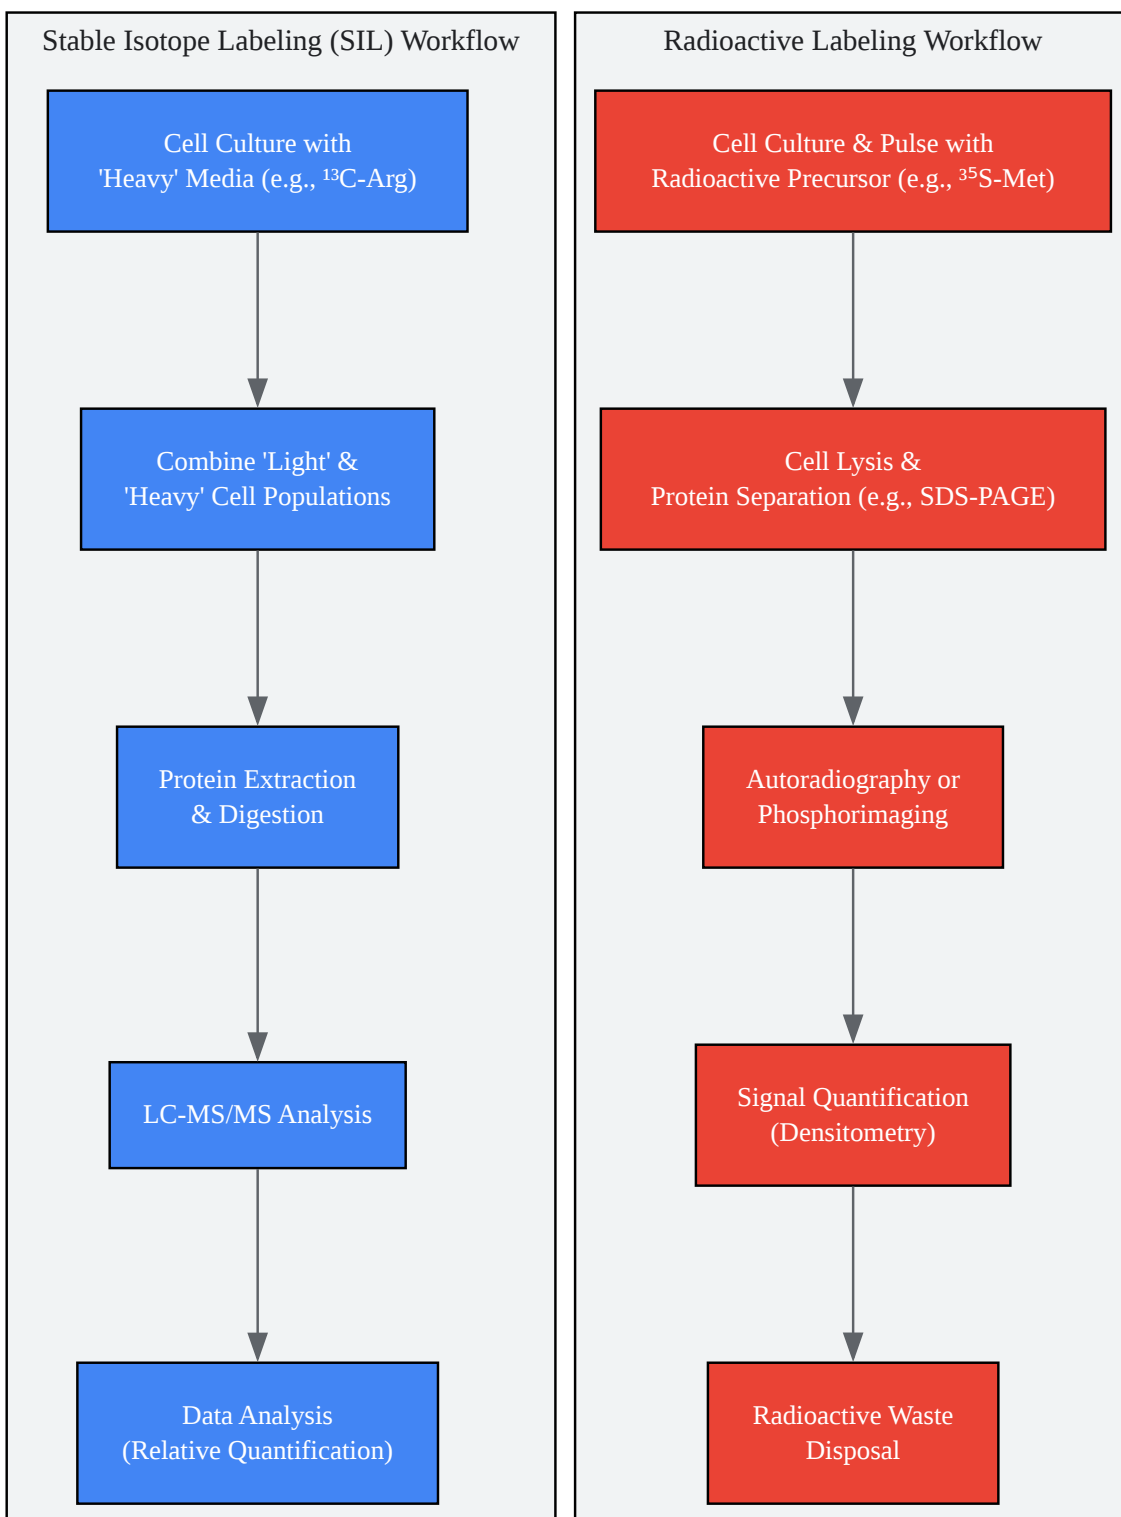 Stable Isotope Labeling (SIL) Workflow
Cell Culture with
'Heavy' Media (e.g., ¹³C-Arg)
Combine 'Light' &
'Heavy' Cell Populations
Protein Extraction
& Digestion
LC-MS/MS Analysis
Data Analysis
(Relative Quantification)
Radioactive Labeling Workflow
Cell Culture & Pulse with
Radioactive Precursor (e.g., ³⁵S-Met)
Cell Lysis &
Protein Separation (e.g., SDS-PAGE)
Autoradiography or
Phosphorimaging
Signal Quantification
(Densitometry)
Radioactive Waste
Disposal